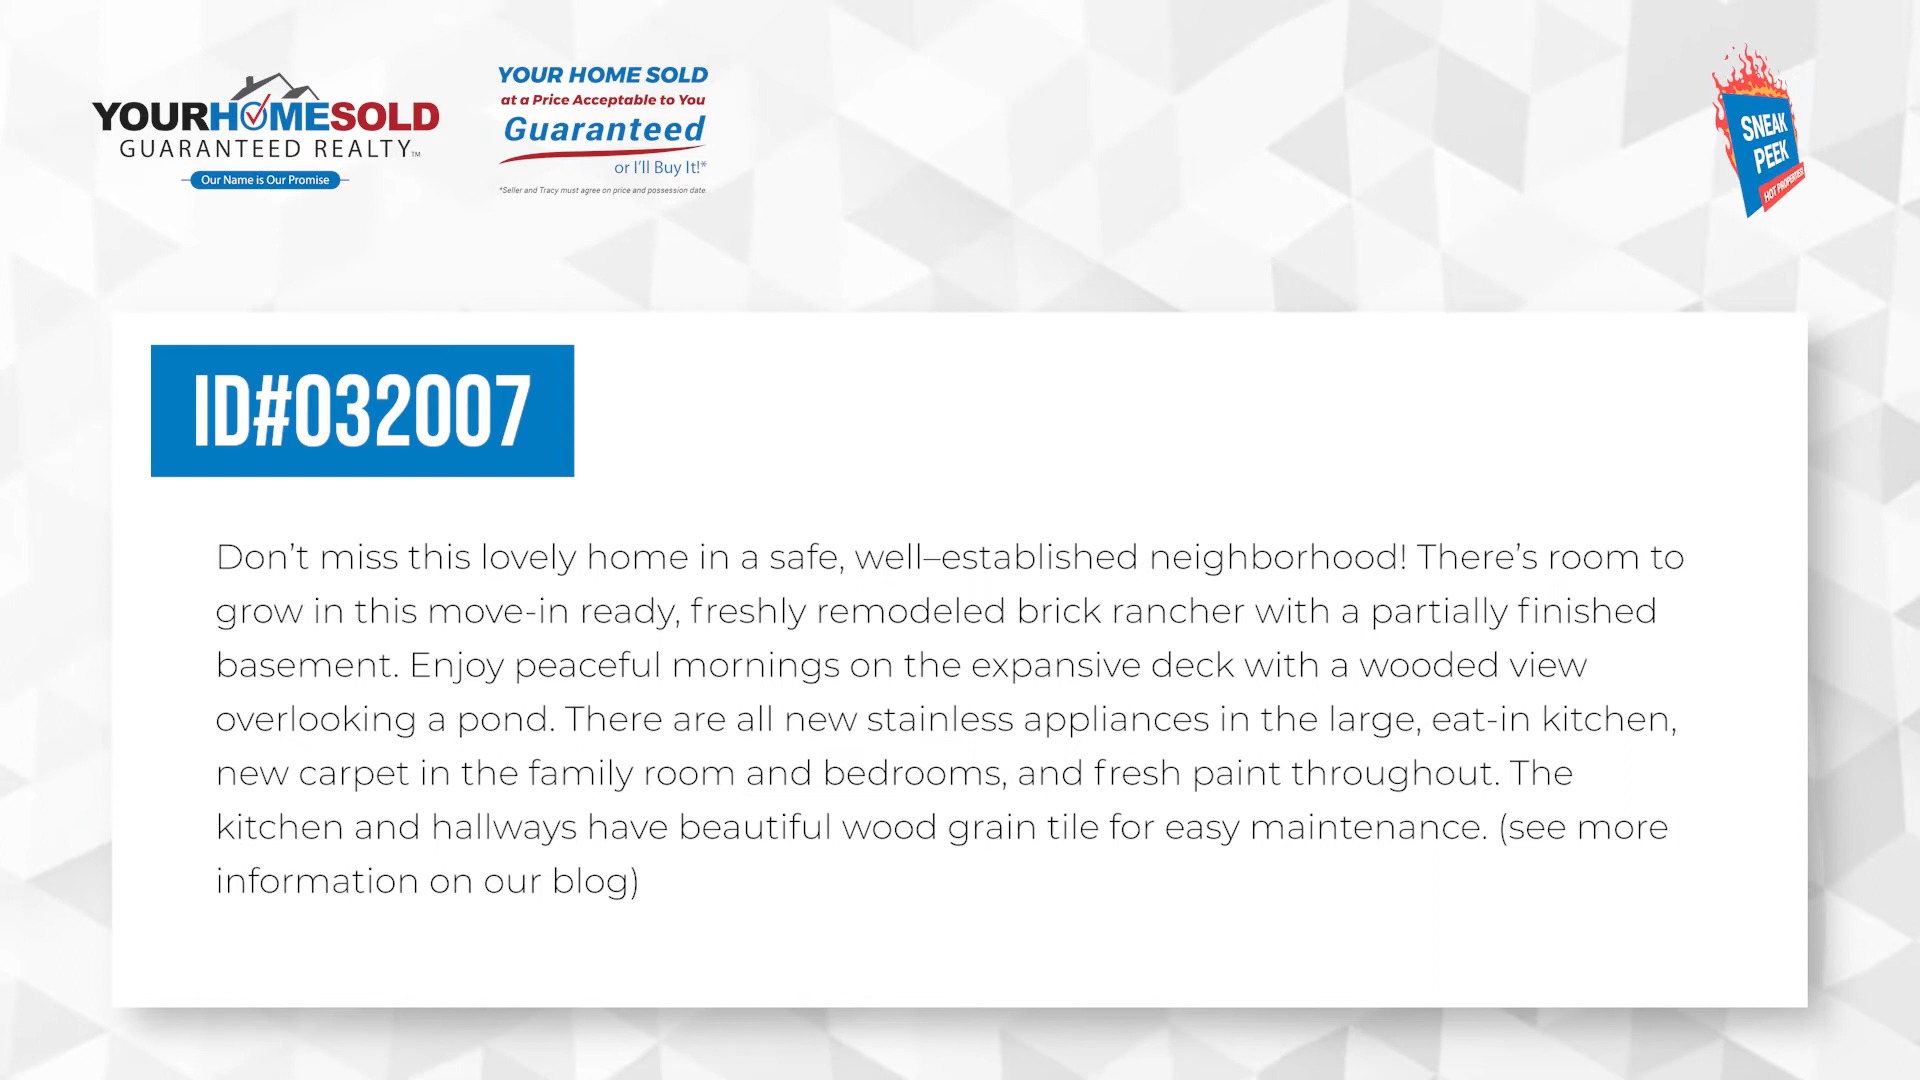 YOURHOMESOLD
GUARANTEED REALTY™
Our Name is Our Promise
YOUR HOME SOLD
at a Price Acceptable to You
Guaranteed
or I'll Buy It!*
*Seller and Tracy must agree on price and possession date.
SNEAK
PEEK
HOT PROPERTIES!
ID#032007
Don't miss this lovely home in a safe, well–established neighborhood! There's room to
grow in this move-in ready, freshly remodeled brick rancher with a partially finished
basement. Enjoy peaceful mornings on the expansive deck with a wooded view
overlooking a pond. There are all new stainless appliances in the large, eat-in kitchen,
new carpet in the family room and bedrooms, and fresh paint throughout. The
kitchen and hallways have beautiful wood grain tile for easy maintenance. (see more
information on our blog)